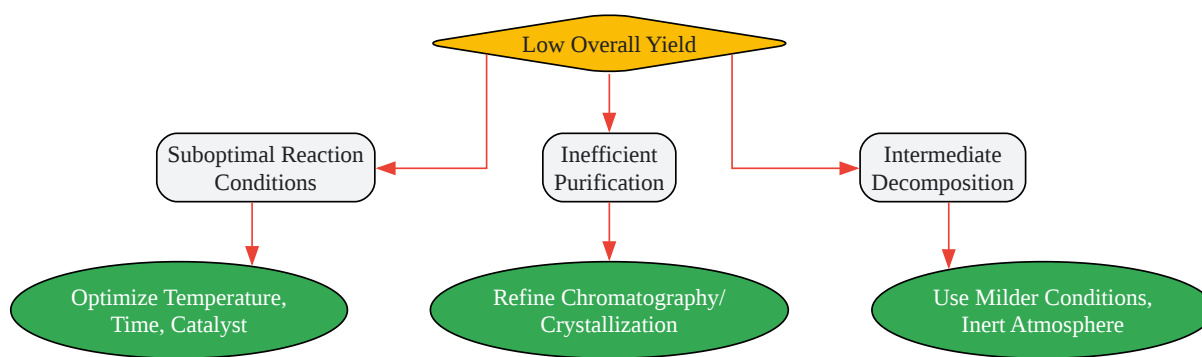 Low Overall Yield
Suboptimal Reaction
Conditions
Inefficient
Purification
Intermediate
Decomposition
Optimize Temperature,
Time, Catalyst
Refine Chromatography/
Crystallization
Use Milder Conditions,
Inert Atmosphere